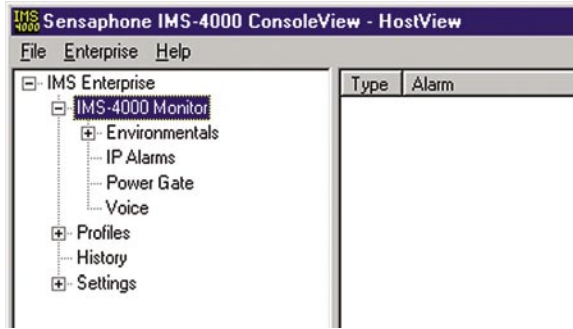 IMS 4000 Sensaphone IMS-4000 ConsoleView - HostView
File Enterprise Help
IMS Enterprise
IMS-4000 Monitor
Environmentals
IP Alarms
Power Gate
Voice
Profiles
History
Settings
Type Alarm